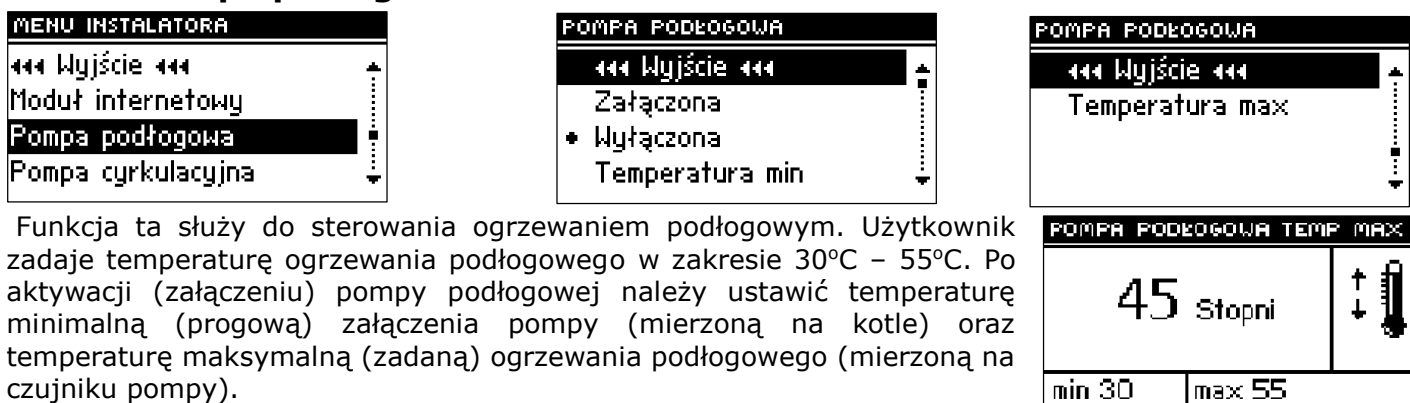 MENU INSTALATORA
Wyjście
Moduł internetowy
Pompa podłogowa
Pompa cyrkulacyjna
POMPA PODŁOGOWA
Wyjście
Załączona
Wyłączona
Temperatura min
POMPA PODŁOGOWA
Wyjście
Temperatura max
Funkcja ta służy do sterowania ogrzewaniem podłogowym. Użytkownik
zadaje temperaturę ogrzewania podłogowego w zakresie 30°C – 55°C. Po
aktywacji (załączeniu) pompy podłogowej należy ustawić temperaturę
minimalną (progową) załączenia pompy (mierzoną na kotle) oraz
temperaturę maksymalną (zadaną) ogrzewania podłogowego (mierzoną na
czujniku pompy).
POMPA PODŁOGOWA TEMP MAX
45 Stopni
min 30 max 55